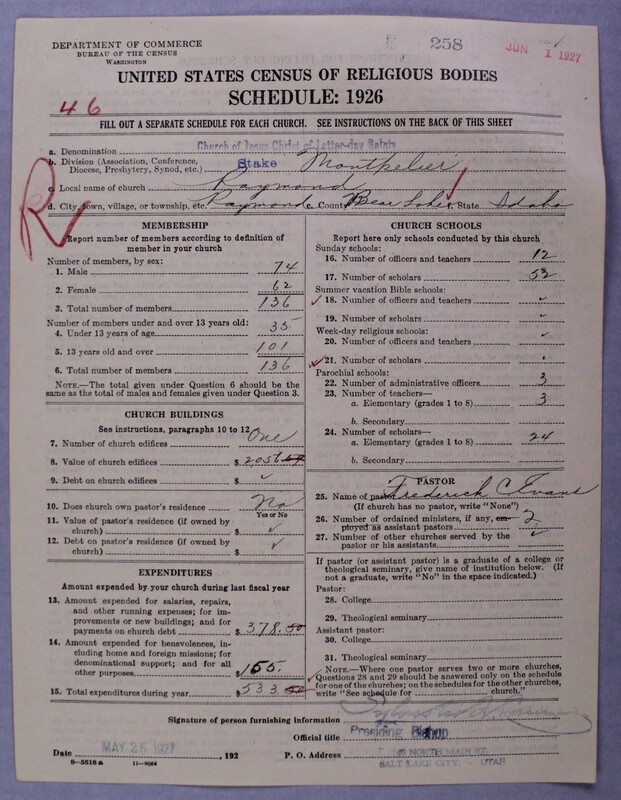 DEPARTMENT OF COMMERCE
BUREAU OF THE CENSUS
WASHINGTON
258
JUN 1 1927
UNITED STATES CENSUS OF RELIGIOUS BODIES
SCHEDULE: 1926
46
FILL OUT A SEPARATE SCHEDULE FOR EACH CHURCH. SEE INSTRUCTIONS ON THE BACK OF THIS SHEET
a. Denomination Church of Jesus Christ of Latter-day Saints
b. Division (Association, Conference, Diocese, Presbytery, Synod, etc.) Stake Montpelier
c. Local name of church Raymond
d. City, town, village, or township, etc. Raymond e. County Bear Lake f. State Idaho
R
MEMBERSHIP
Report number of members according to definition of
member in your church
Number of members, by sex:
1. Male 74
2. Female 62
3. Total number of members 136
Number of members under and over 13 years old:
4. Under 13 years of age 35
5. 13 years old and over 101
6. Total number of members 136
NOTE.—The total given under Question 6 should be
same as the total of males and females given under Question 3.
CHURCH BUILDINGS
See instructions, paragraphs 10 to 12
7. Number of church edifices One
8. Value of church edifices $ 2056
9. Debt on church edifices $ ✓
10. Does church own pastor's residence No
Yes or No
11. Value of pastor's residence (if owned by
church) $ ✓
12. Debt on pastor's residence (if owned by
church) $ ✓
EXPENDITURES
Amount expended by your church during last fiscal year
13. Amount expended for salaries, repairs,
and other running expenses; for im-
provements or new buildings; and for
payments on church debt $ 378.50
14. Amount expended for benevolences, in-
cluding home and foreign missions; for
denominational support; and for all
other purposes $ 155.
15. Total expenditures during year $ 533.50
CHURCH SCHOOLS
Report here only schools conducted by this church
Sunday schools:
16. Number of officers and teachers 12
17. Number of scholars 53
Summer vacation Bible schools:
✓ 18. Number of officers and teachers ✓
19. Number of scholars ✓
Week-day religious schools:
20. Number of officers and teachers ✓
✓ 21. Number of scholars
Parochial schools:
22. Number of administrative officers 3
23. Number of teachers—
a. Elementary (grades 1 to 8) 3
b. Secondary
24. Number of scholars—
a. Elementary (grades 1 to 8) 24
b. Secondary
PASTOR
25. Name of pastor Frederick C Evans
(If church has no pastor, write "None")
26. Number of ordained ministers, if any, em-
ployed as assistant pastors 2
27. Number of other churches served by the
pastor or his assistants ✓
If pastor (or assistant pastor) is a graduate of a college or
theological seminary, give name of institution below. (If
not a graduate, write "No" in the space indicated.)
Pastor:
28. College
29. Theological seminary
Assistant pastor:
30. College
31. Theological seminary
NOTE.—Where one pastor serves two or more churches,
Questions 28 and 29 should be answered only on the schedule
for one of the churches; on the schedules for the other churches,
write "See schedule for church."
Signature of person furnishing information
Official title Presiding Bishop
Date MAY 25 1927, 192 P. O. Address 40 NORTH MAIN ST.
SALT LAKE CITY, UTAH
8—5518 a 11—9084